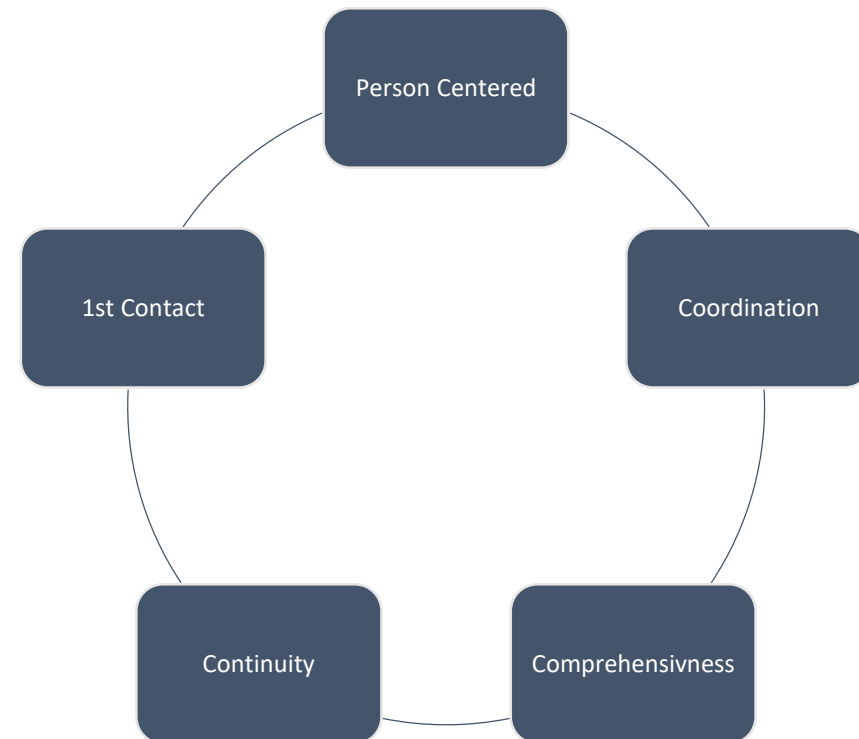 Person Centered
1st Contact
Coordination
Continuity
Comprehensivness